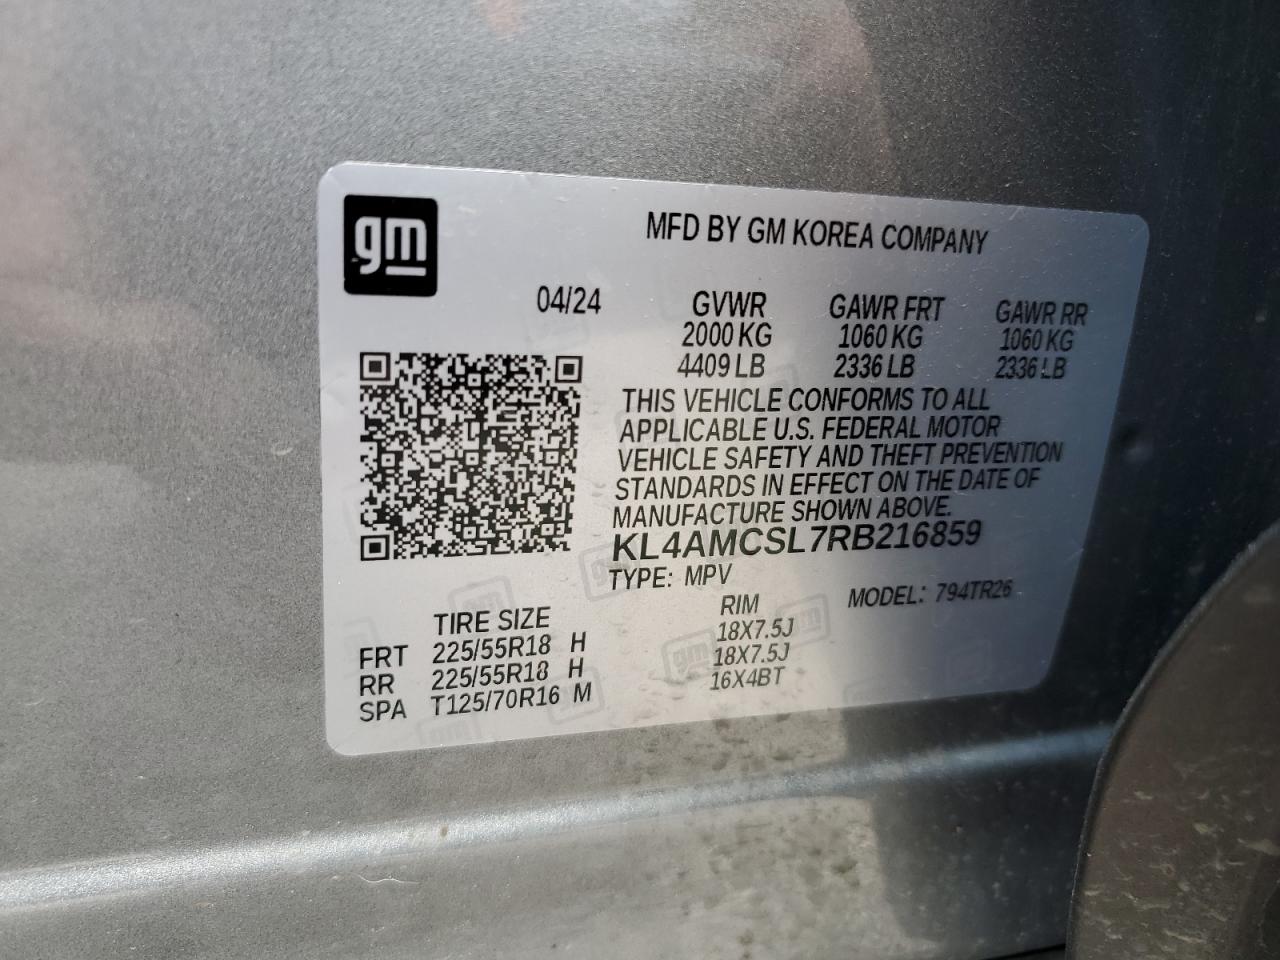 gm
MFD BY GM KOREA COMPANY
04/24 GVWR GAWR FRT GAWR RR
2000 KG 1060 KG 1060 KG
4409 LB 2336 LB 2336 LB
THIS VEHICLE CONFORMS TO ALL
APPLICABLE U.S. FEDERAL MOTOR
VEHICLE SAFETY AND THEFT PREVENTION
STANDARDS IN EFFECT ON THE DATE OF
MANUFACTURE SHOWN ABOVE.
KL4AMCSL7RB216859
TYPE: MPV MODEL: 794TR26
TIRE SIZE RIM
FRT 225/55R18 H 18X7.5J
RR 225/55R18 H 18X7.5J
SPA T125/70R16 M 16X4BT